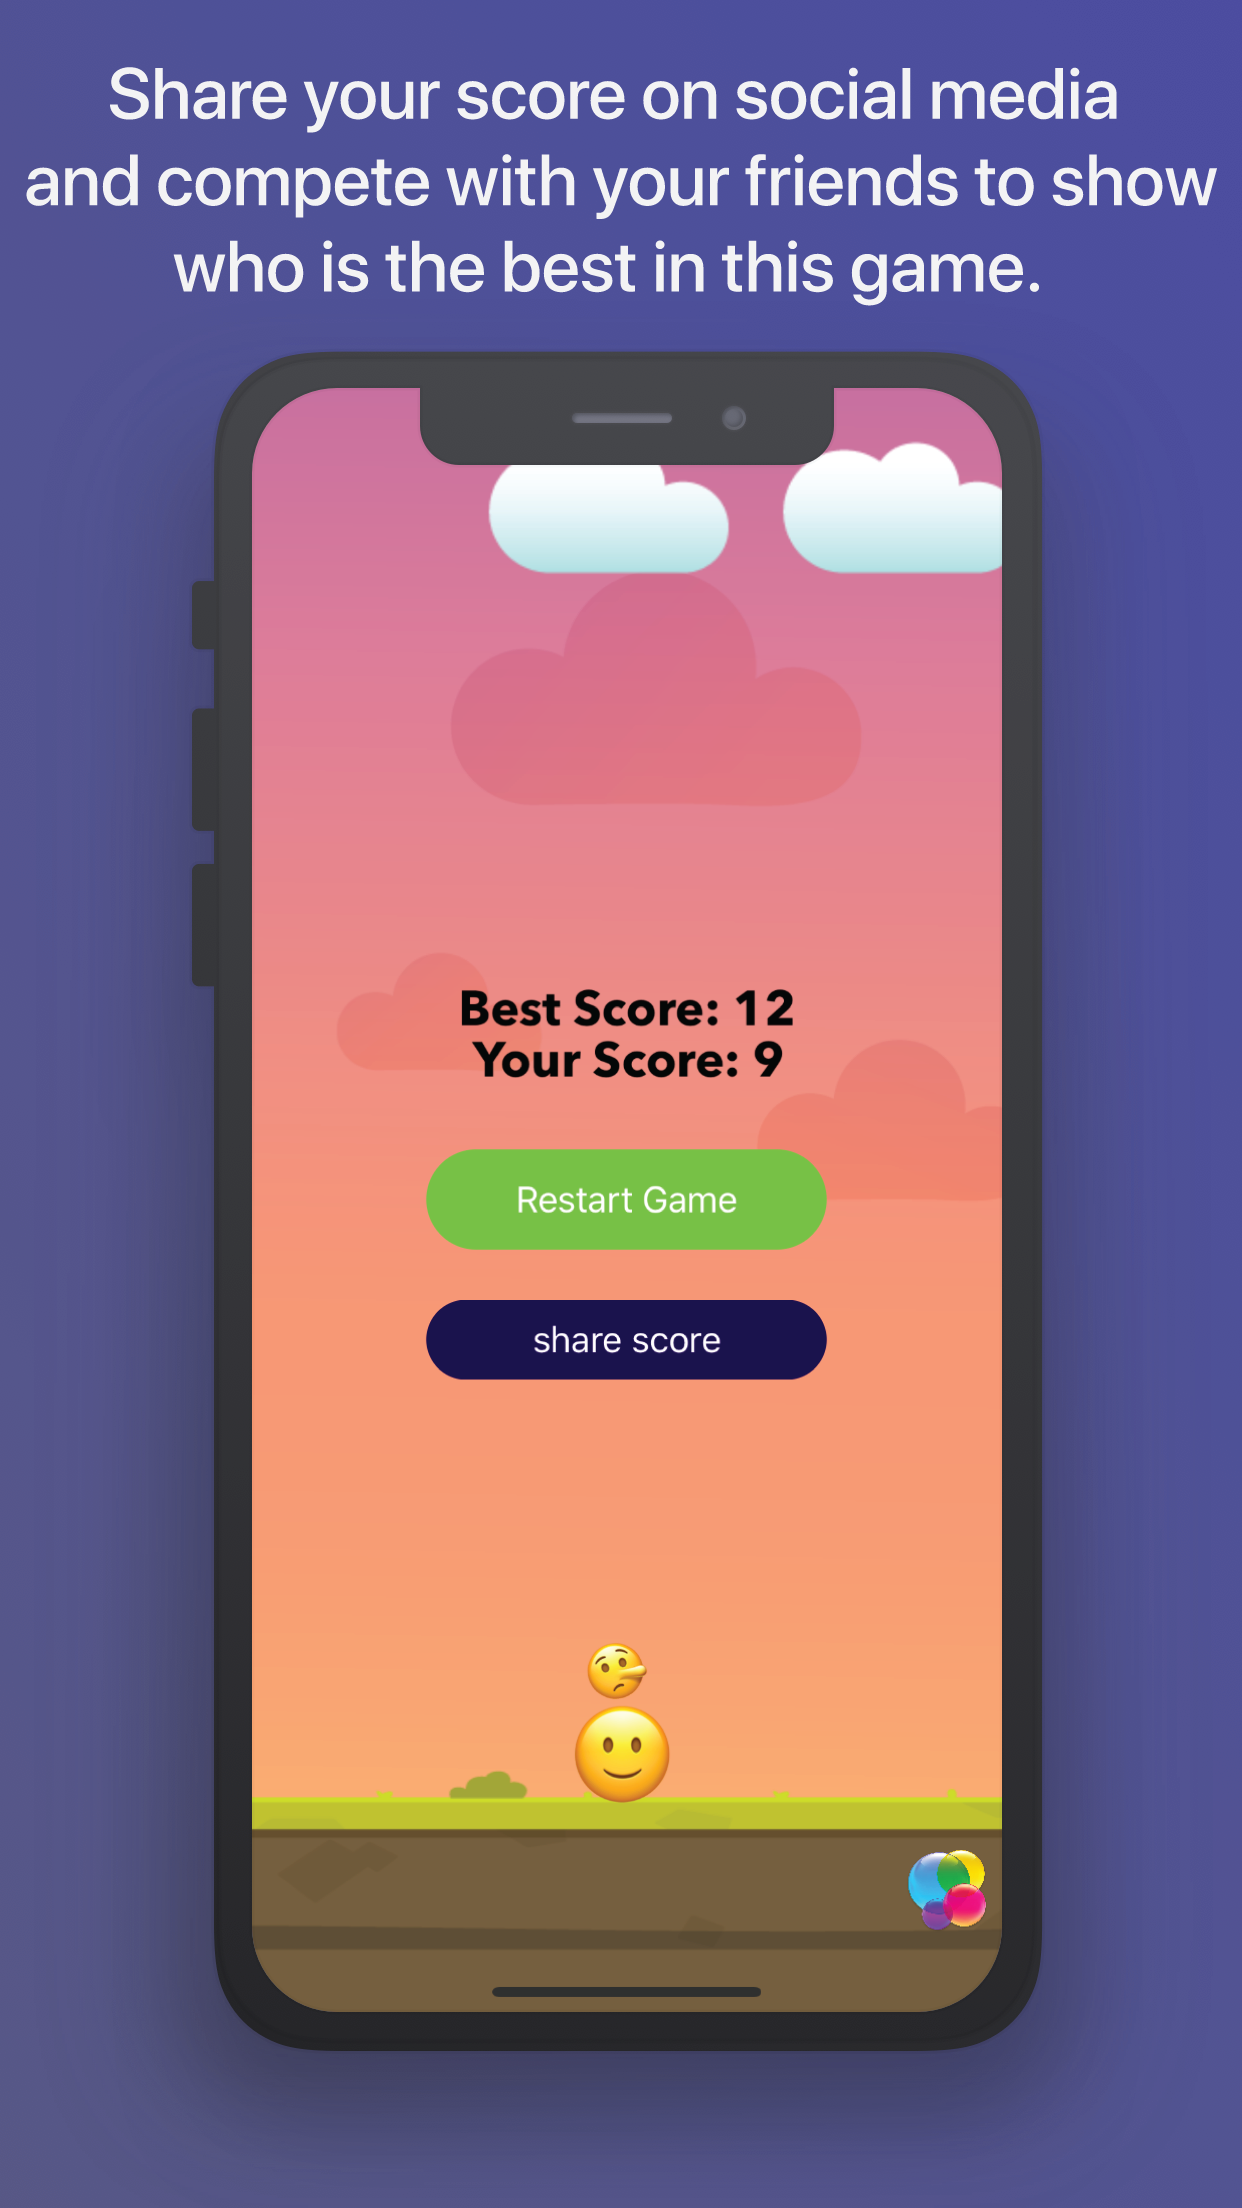 Share your score on social media
and compete with your friends to show
who is the best in this game.
Best Score: 12
Your Score: 9
Restart Game
share score